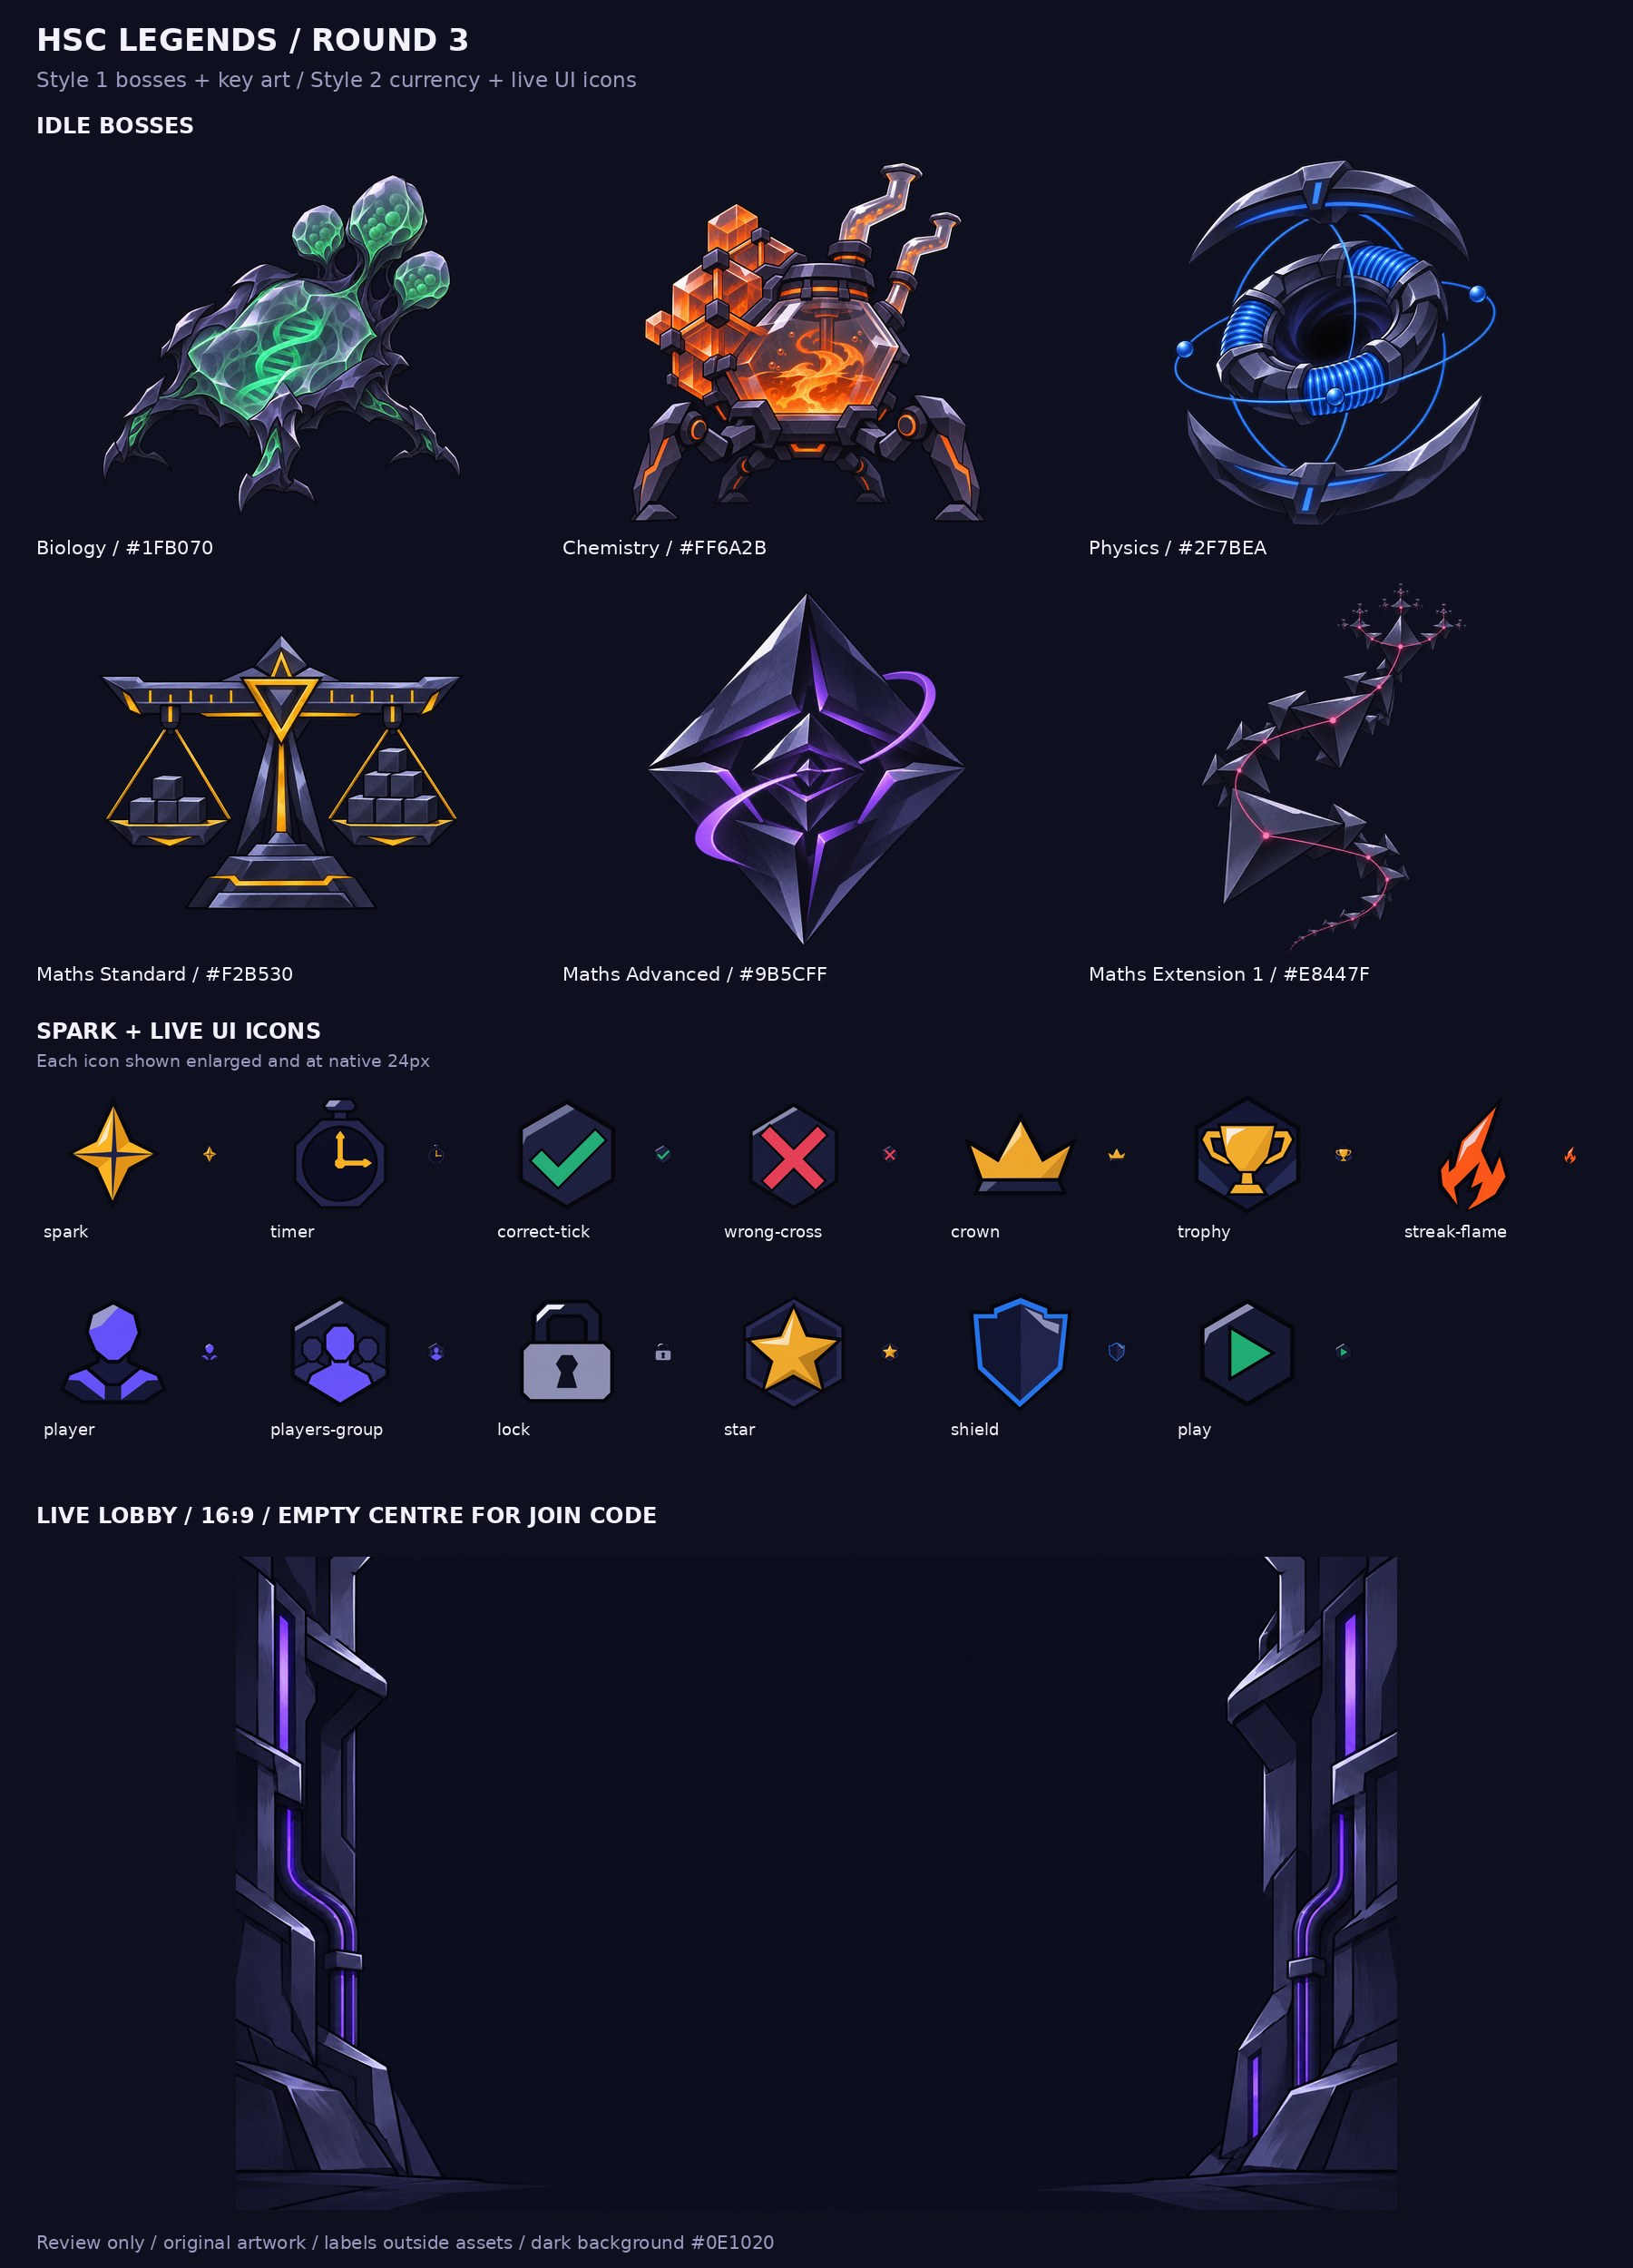 HSC LEGENDS / ROUND 3
Style 1 bosses + key art / Style 2 currency + live UI icons
IDLE BOSSES
Biology / #1FB070
Chemistry / #FF6A2B
Physics / #2F7BEA
Maths Standard / #F2B530
Maths Advanced / #9B5CFF
Maths Extension 1 / #E8447F
SPARK + LIVE UI ICONS
Each icon shown enlarged and at native 24px
spark
timer
correct-tick
wrong-cross
crown
trophy
streak-flame
player
players-group
lock
star
shield
play
LIVE LOBBY / 16:9 / EMPTY CENTRE FOR JOIN CODE
Review only / original artwork / labels outside assets / dark background #0E1020